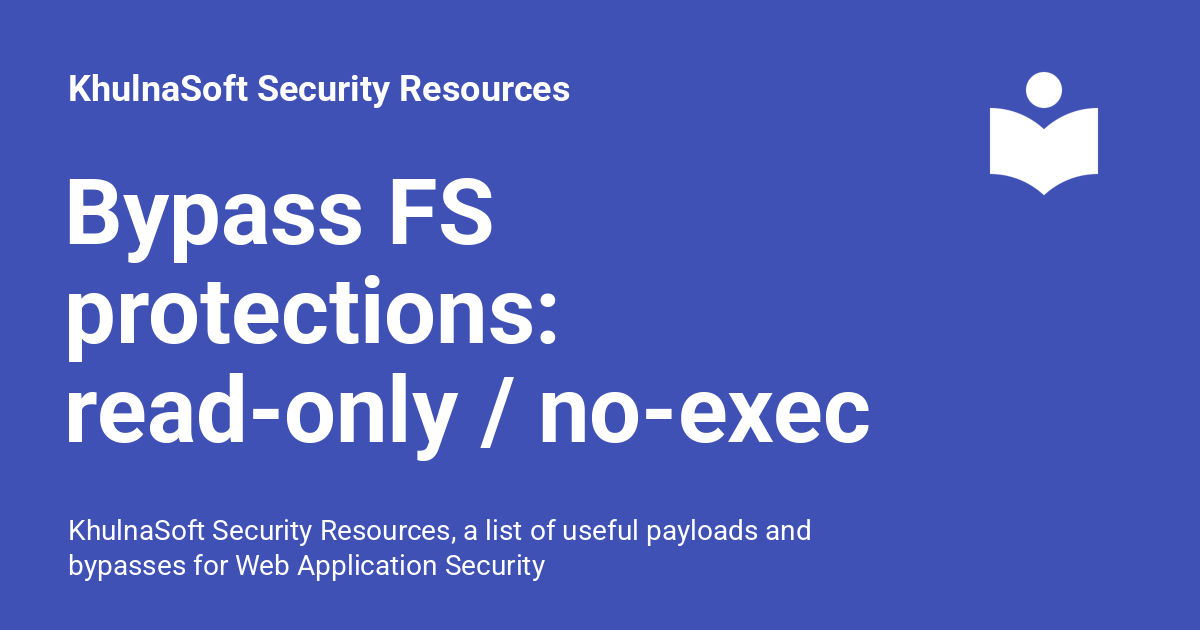 KhulnaSoft Security Resources
Bypass FS
protections:
read-only / no-exec
KhulnaSoft Security Resources, a list of useful payloads and
bypasses for Web Application Security